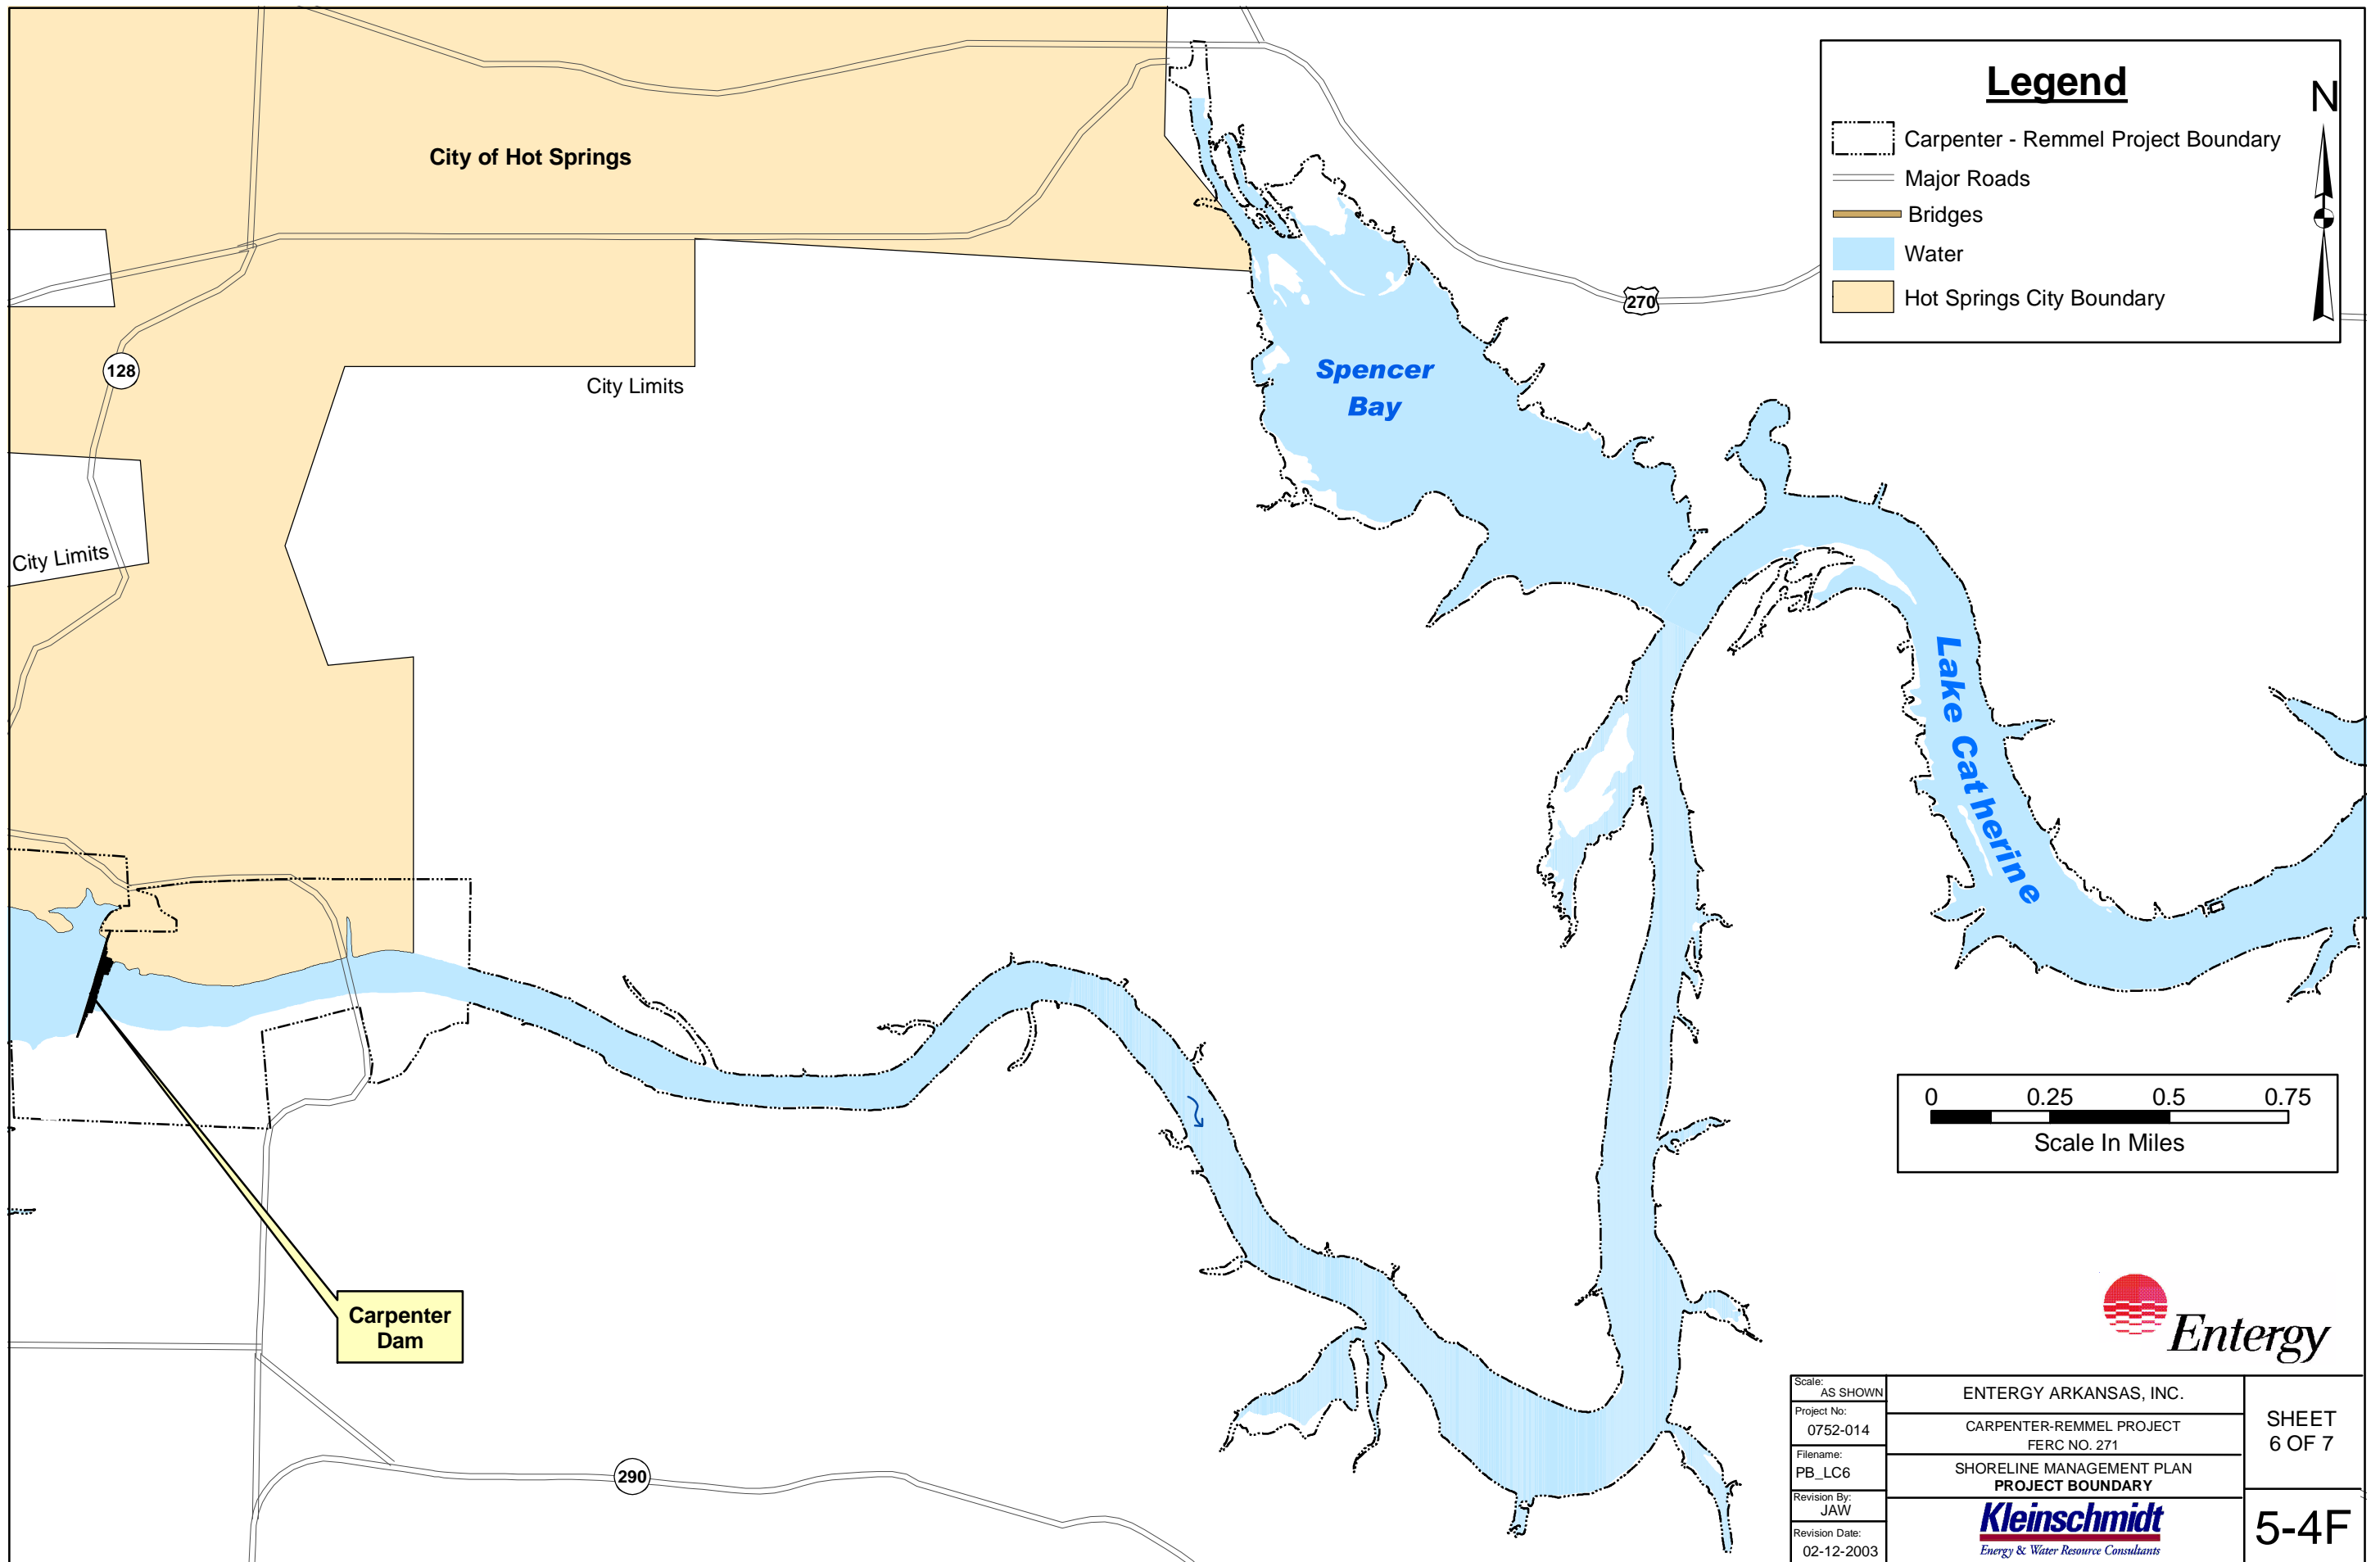 City of Hot Springs
City Limits
City Limits
128
270
290
Spencer
Bay
Lake Catherine
Carpenter
Dam
Legend
N
Carpenter - Remmel Project Boundary
Major Roads
Bridges
Water
Hot Springs City Boundary
0 0.25 0.5 0.75
Scale In Miles
Entergy
Scale:
AS SHOWN
Project No:
0752-014
Filename:
PB_LC6
Revision By:
JAW
Revision Date:
02-12-2003
ENTERGY ARKANSAS, INC.
CARPENTER-REMMEL PROJECT
FERC NO. 271
SHORELINE MANAGEMENT PLAN
PROJECT BOUNDARY
Kleinschmidt
Energy & Water Resource Consultants
SHEET
6 OF 7
5-4F